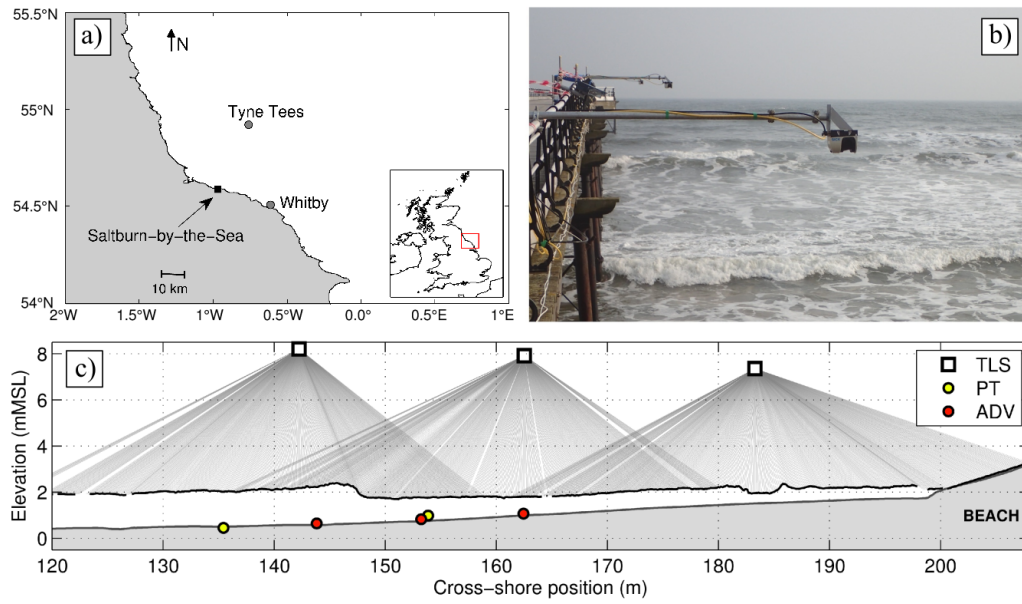 a)
N
Tyne Tees
Whitby
Saltburn−by−the−Sea
10 km
55.5°N
55°N
54.5°N
54°N
2°W 1.5°W 1.0°W 0.5°W 0.0° 0.5°E 1°E
b)
c)
TLS
PT
ADV
BEACH
8
6
4
2
0
Elevation (mMSL)
120 130 140 150 160 170 180 190 200
Cross−shore position (m)